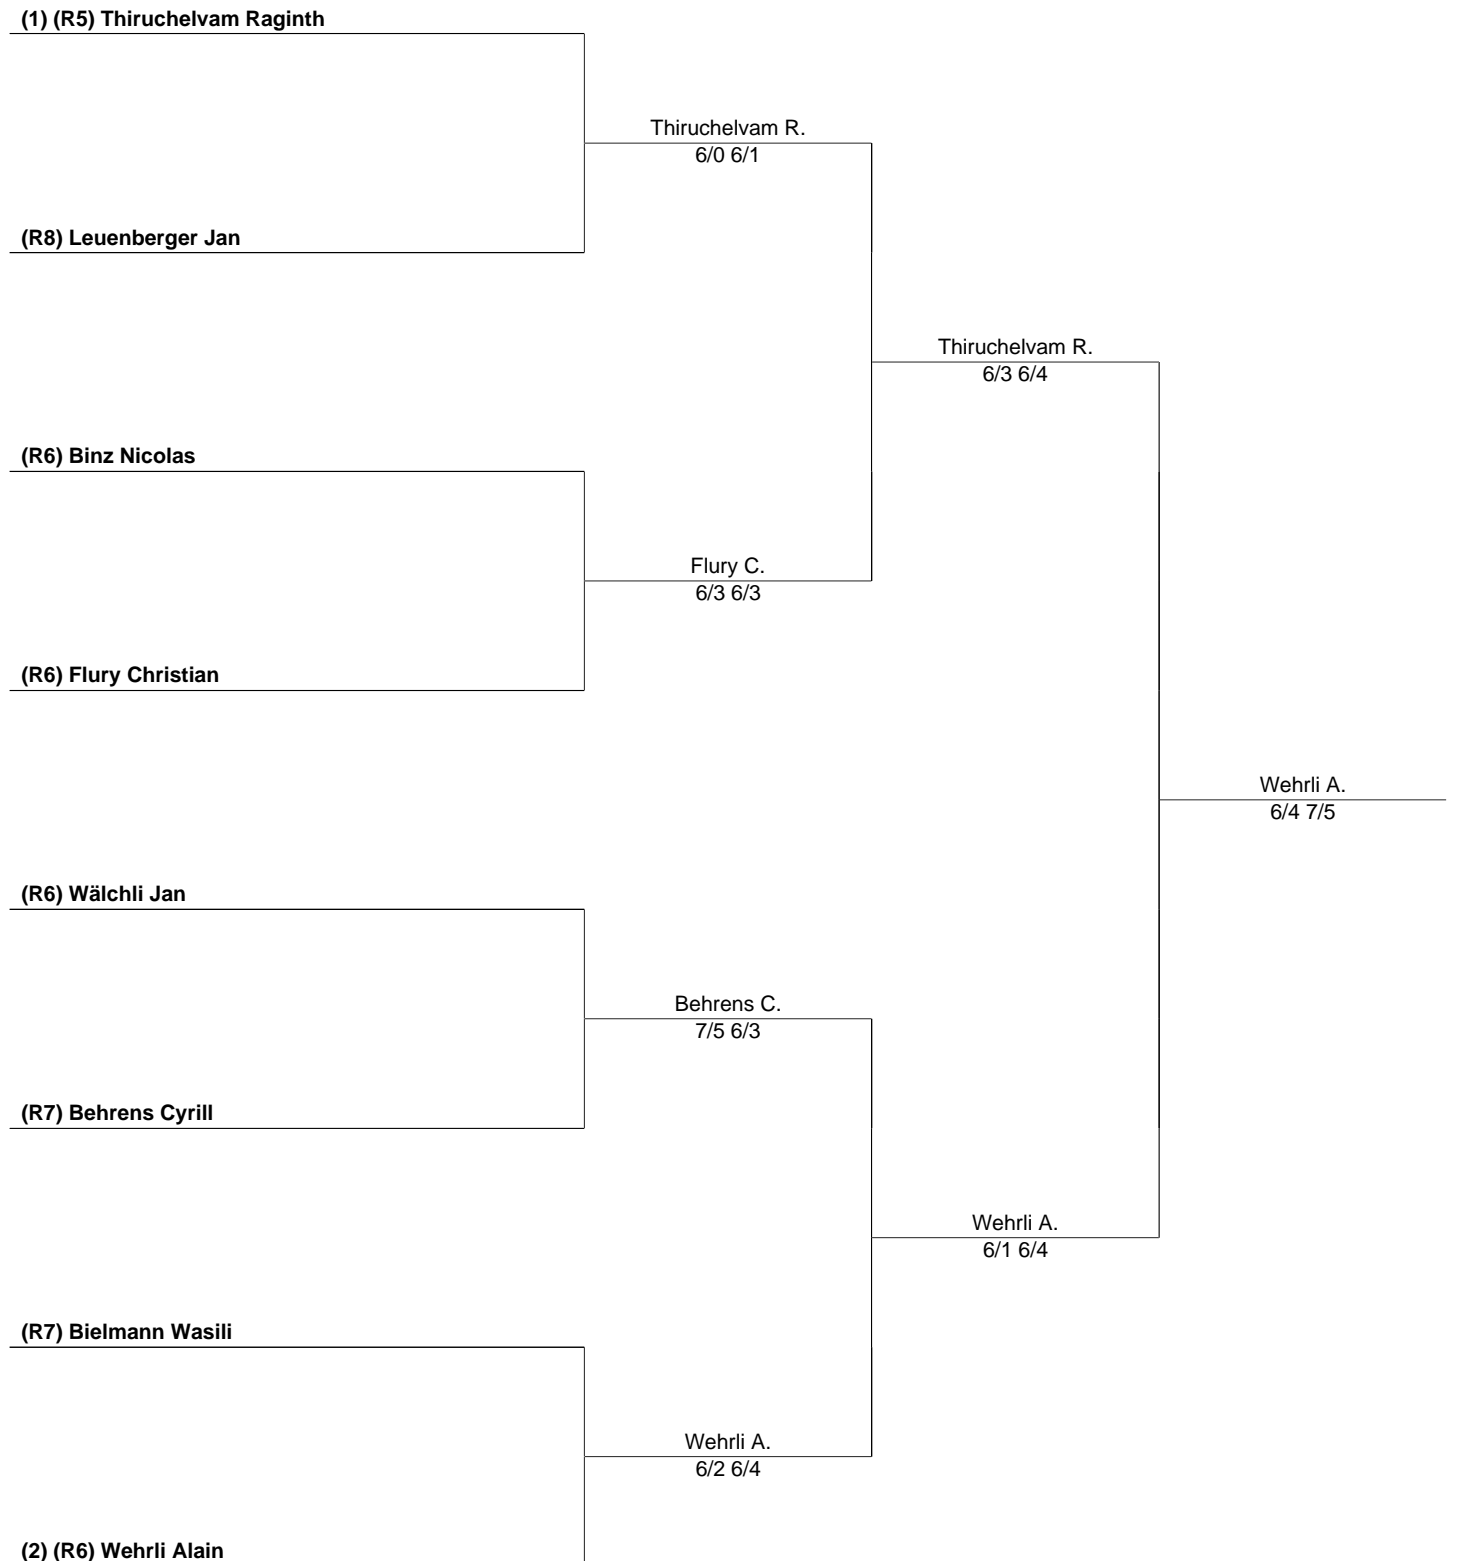 (1) (R5) Thiruchelvam Raginth
Thiruchelvam R.
6/0 6/1
(R8) Leuenberger Jan
Thiruchelvam R.
6/3 6/4
(R6) Binz Nicolas
Flury C.
6/3 6/3
(R6) Flury Christian
Wehrli A.
6/4 7/5
(R6) Wälchli Jan
Behrens C.
7/5 6/3
(R7) Behrens Cyrill
Wehrli A.
6/1 6/4
(R7) Bielmann Wasili
Wehrli A.
6/2 6/4
(2) (R6) Wehrli Alain